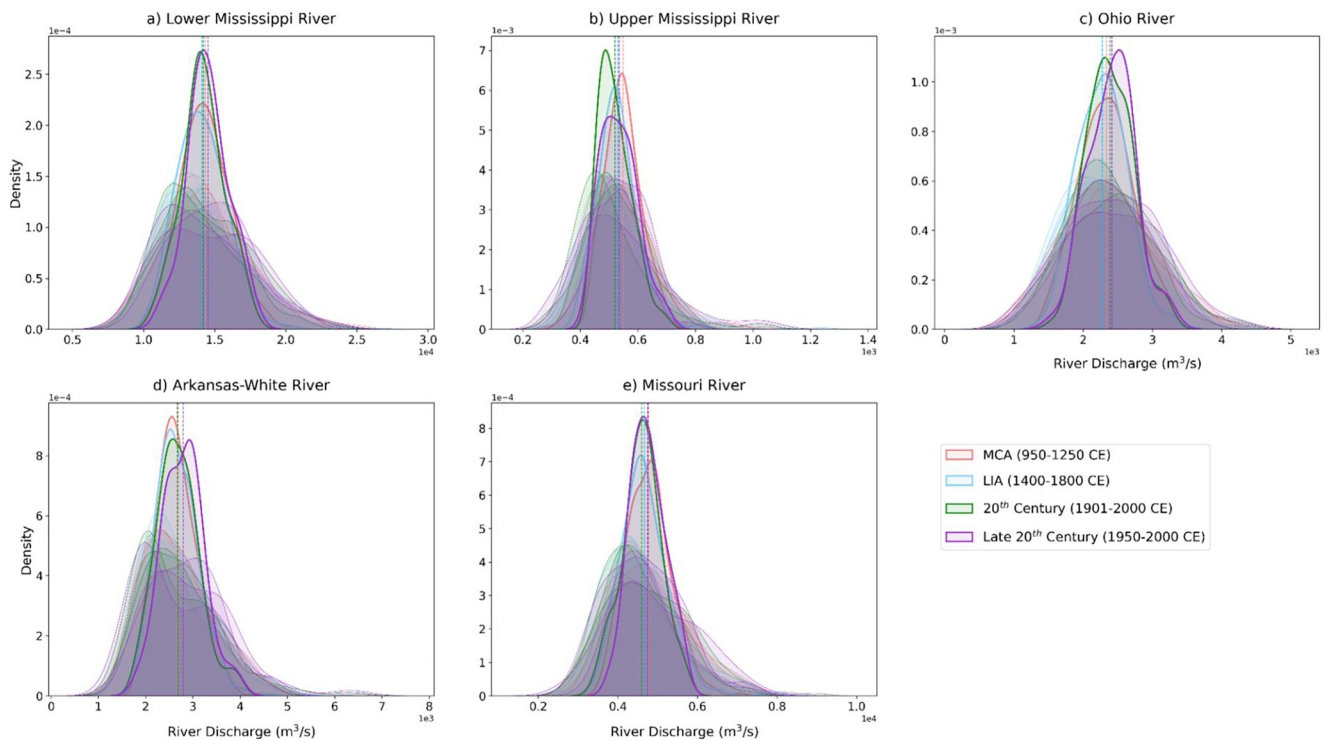 a) Lower Mississippi River
b) Upper Mississippi River
c) Ohio River
1e−4
1e−3
1e−3
2.5
2.0
1.5
1.0
0.5
0.0
Density
0.5 1.0 1.5 2.0 2.5 3.0
1e4
7
6
5
4
3
2
1
0
0.2 0.4 0.6 0.8 1.0 1.2 1.4
1e3
1.0
0.8
0.6
0.4
0.2
0.0
0 1 2 3 4 5
1e3
River Discharge (m³/s)
d) Arkansas-White River
e) Missouri River
1e−4
1e−4
8
6
4
2
0
Density
0 1 2 3 4 5 6 7 8
1e3
River Discharge (m³/s)
8
7
6
5
4
3
2
1
0
0.2 0.4 0.6 0.8 1.0
1e4
River Discharge (m³/s)
MCA (950-1250 CE)
LIA (1400-1800 CE)
20th Century (1901-2000 CE)
Late 20th Century (1950-2000 CE)